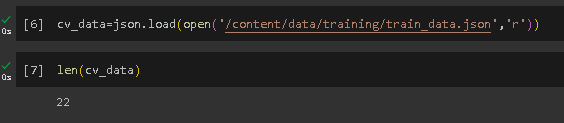 [6] cv_data=json.load(open('/content/data/training/train_data.json','r'))
0s
[7] len(cv_data)
0s
22